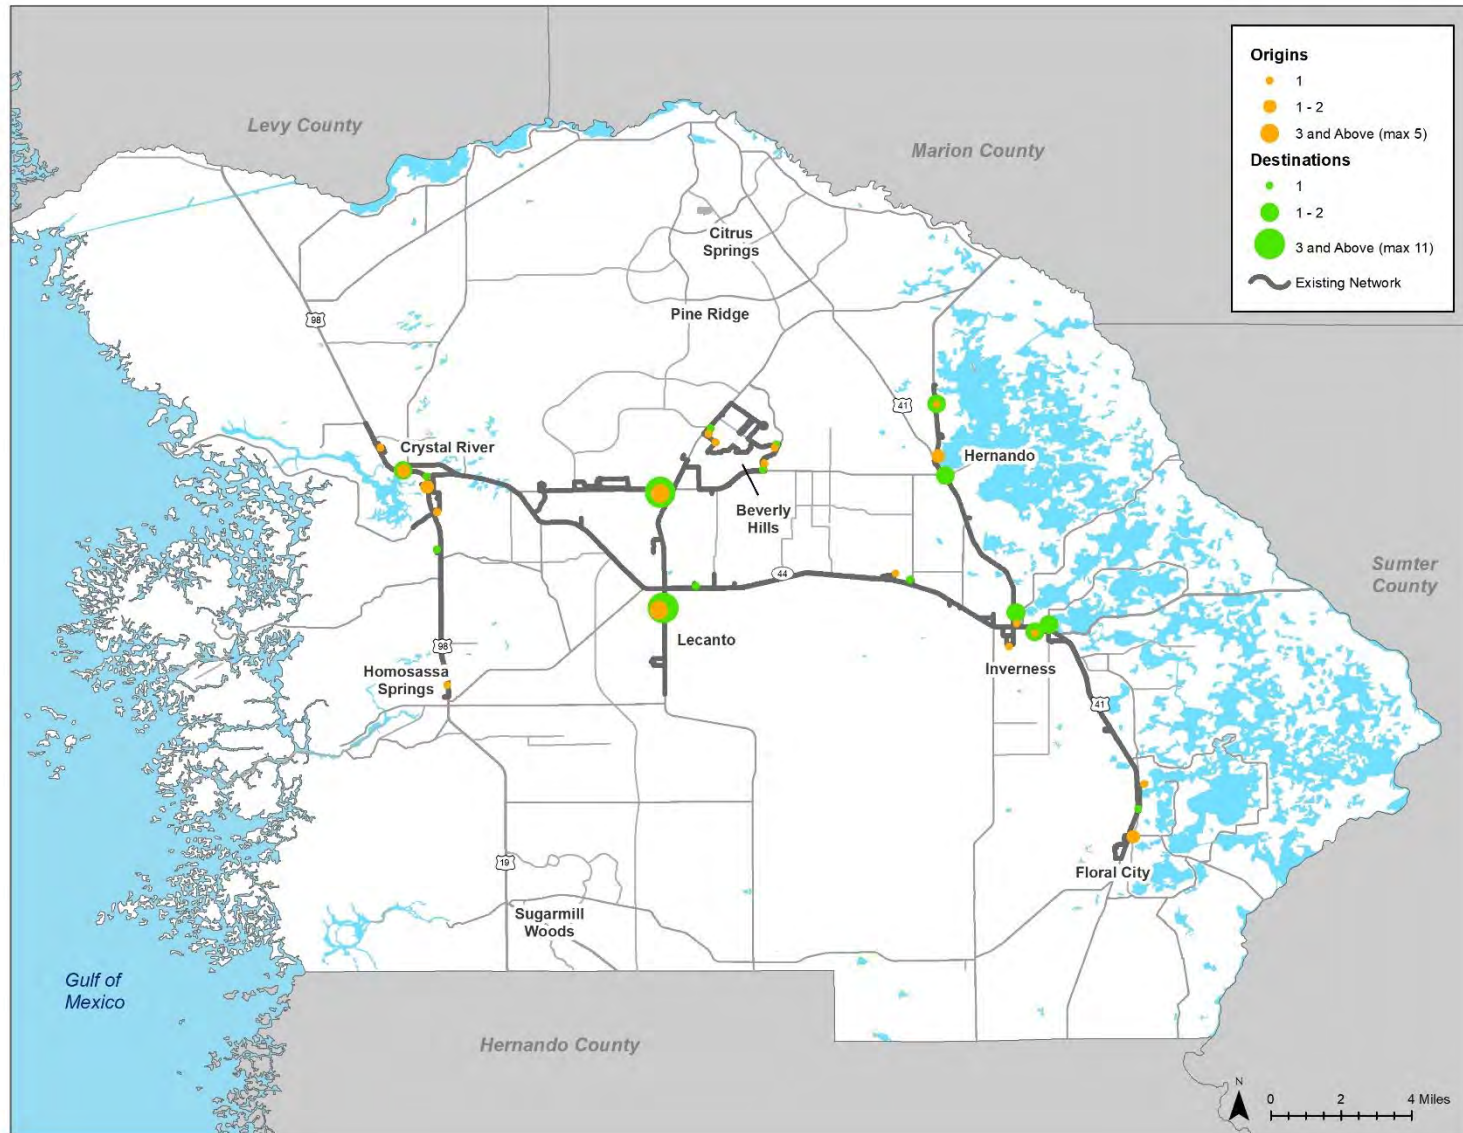 Origins
1
1 - 2
3 and Above (max 5)
Destinations
1
1 - 2
3 and Above (max 11)
Existing Network
Levy County
Marion County
Citrus
Springs
Pine Ridge
98
41
Crystal River
Hernando
Beverly
Hills
Sumter
County
44
Lecanto
98
Homosassa
Springs
Inverness
41
19
Floral City
Sugarmill
Woods
Gulf of
Mexico
Hernando County
N
0 2 4 Miles